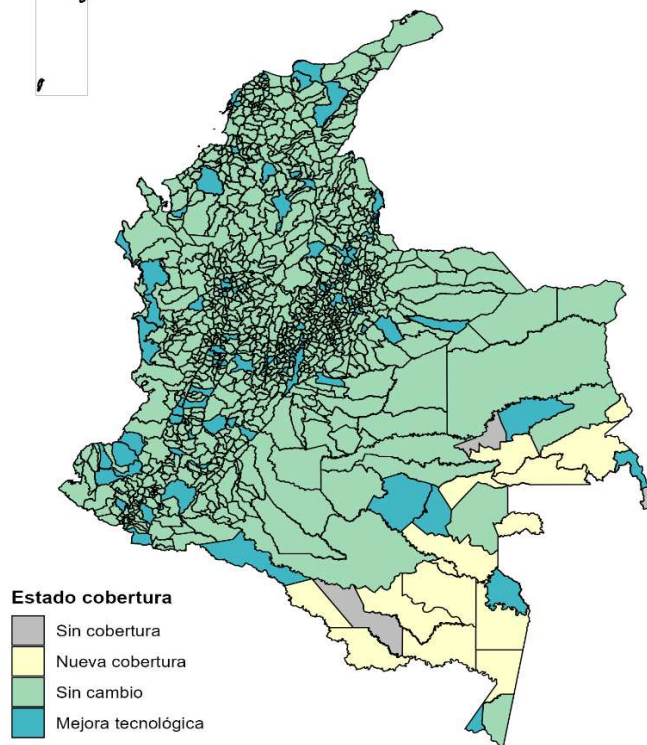 Estado cobertura
Sin cobertura
Nueva cobertura
Sin cambio
Mejora tecnológica